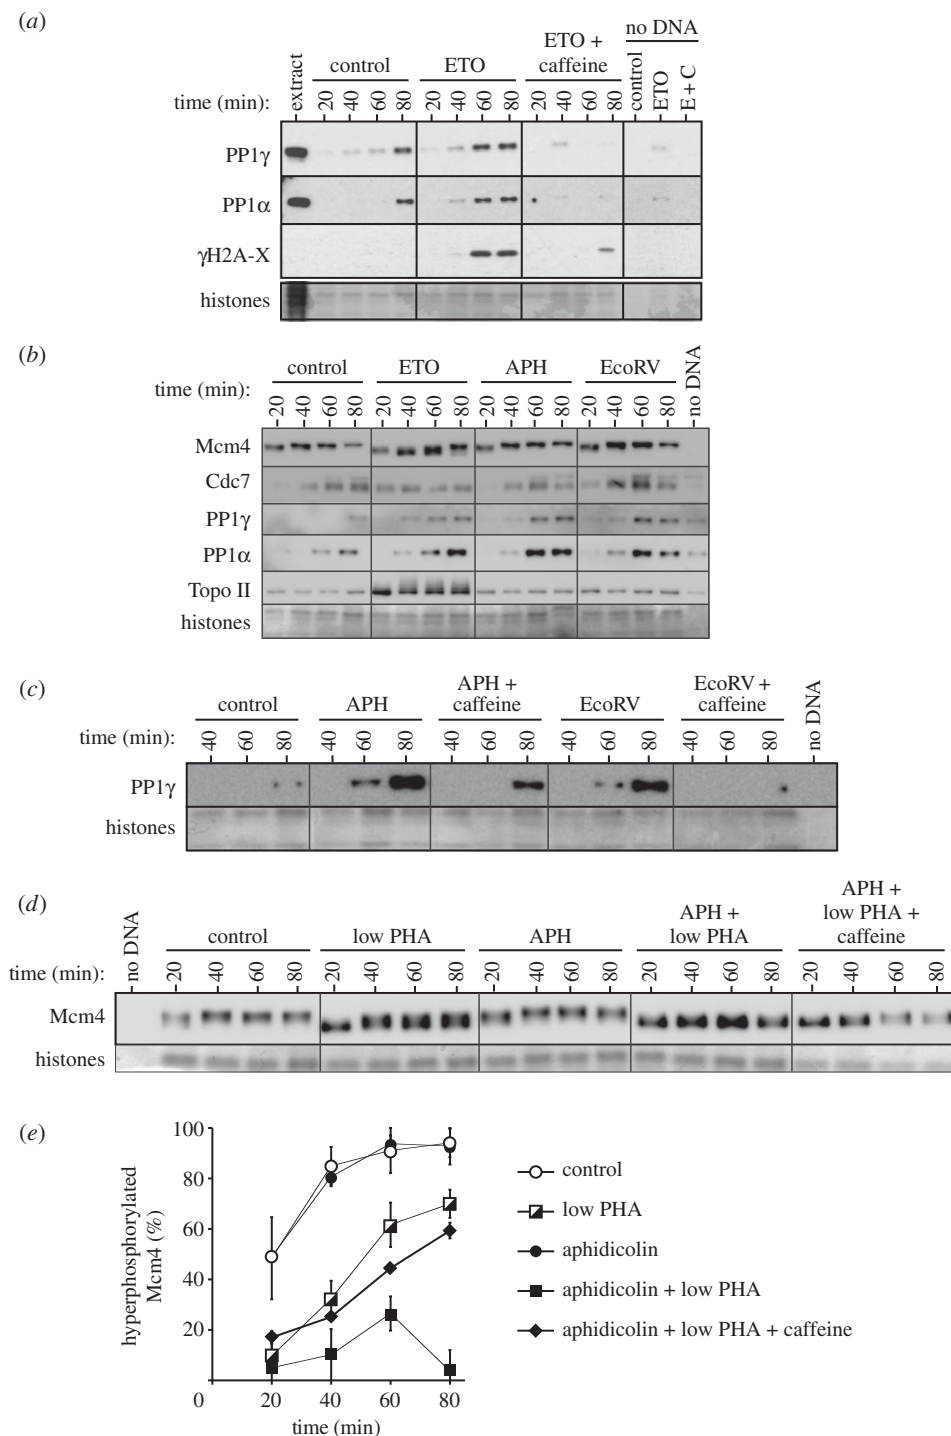 (a)
extract
control
ETO
ETO +
caffeine
no DNA
control
ETO
E + C
time (min):
20 40 60 80 20 40 60 80 20 40 60 80
PP1γ
PP1α
γH2A-X
histones
(b)
control
ETO
APH
EcoRV
no DNA
time (min):
20 40 60 80 20 40 60 80 20 40 60 80 20 40 60 80
Mcm4
Cdc7
PP1γ
PP1α
Topo II
histones
(c)
control
APH
APH +
caffeine
EcoRV
EcoRV +
caffeine
no DNA
time (min):
40 60 80 40 60 80 40 60 80 40 60 80 40 60 80
PP1γ
histones
(d)
no DNA
control
low PHA
APH
APH +
low PHA
APH +
low PHA +
caffeine
time (min):
20 40 60 80 20 40 60 80 20 40 60 80 20 40 60 80 20 40 60 80
Mcm4
histones
(e)
hyperphosphorylated
Mcm4 (%)
100
80
60
40
20
0 20 40 60 80
time (min)
control
low PHA
aphidicolin
aphidicolin + low PHA
aphidicolin + low PHA + caffeine